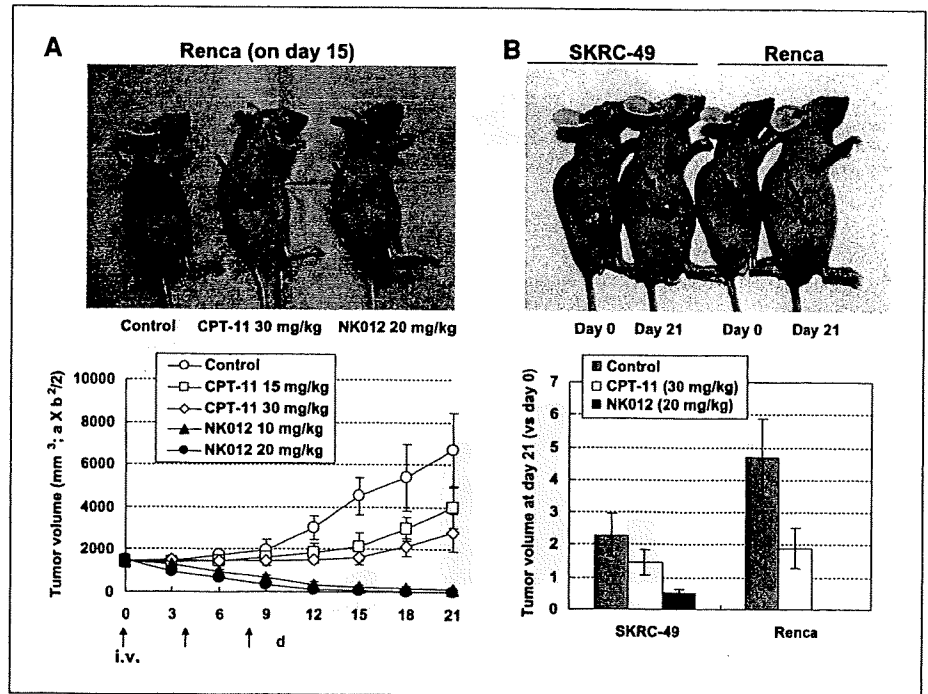 A
Renca (on day 15)
Control CPT-11 30 mg/kg NK012 20 mg/kg
Control
CPT-11 15 mg/kg
CPT-11 30 mg/kg
NK012 10 mg/kg
NK012 20 mg/kg
Tumor volume (mm³; a X b²/2)
10000
8000
6000
4000
2000
0
0 3 6 9 12 15 18 21
d
i.v.
B
SKRC-49 Renca
Day 0 Day 21 Day 0 Day 21
Control
CPT-11 (30 mg/kg)
NK012 (20 mg/kg)
Tumor volume at day 21 (vs day 0)
7
6
5
4
3
2
1
0
SKRC-49 Renca